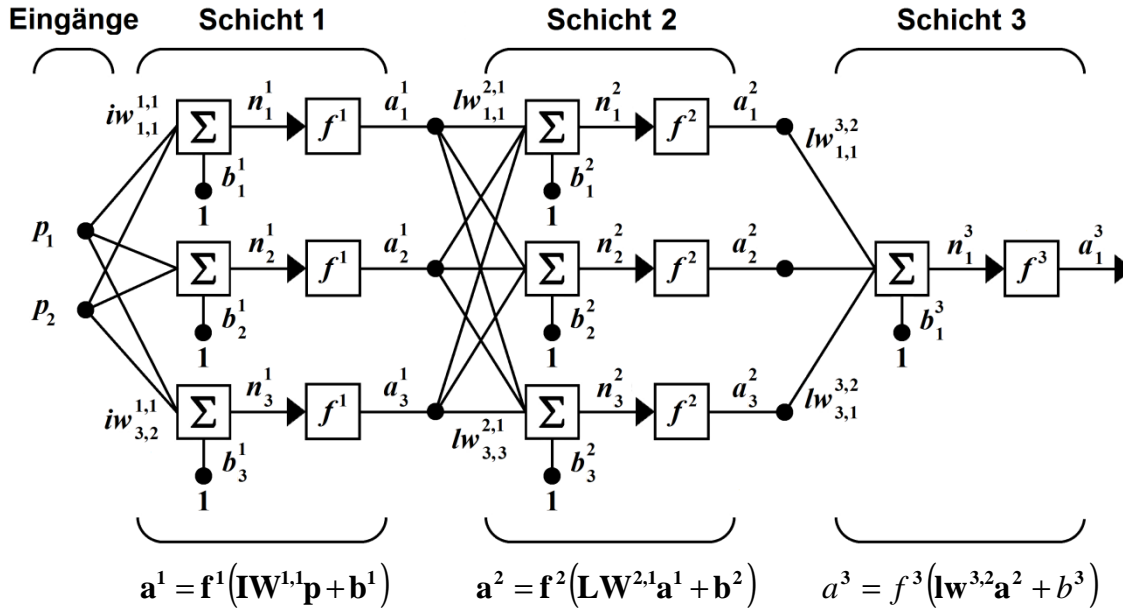 Eingänge Schicht 1 Schicht 2 Schicht 3
iw^{1,1}_{1,1} Σ n^1_1 f^1 a^1_1 lw^{2,1}_{1,1} Σ n^2_1 f^2 a^2_1 lw^{3,2}_{1,1}
b^1_1 b^2_1
1 1
p_1 Σ n^1_2 f^1 a^1_2 Σ n^2_2 f^2 a^2_2 Σ n^3_1 f^3 a^3_1
p_2 b^1_2 b^2_2 b^3_1
1 1 1
iw^{1,1}_{3,2} Σ n^1_3 f^1 a^1_3 lw^{2,1}_{3,3} Σ n^2_3 f^2 a^2_3 lw^{3,2}_{3,1}
b^1_3 b^2_3
1 1
a^1 = f^1(IW^{1,1}p + b^1) a^2 = f^2(LW^{2,1}a^1 + b^2) a^3 = f^3(lw^{3,2}a^2 + b^3)